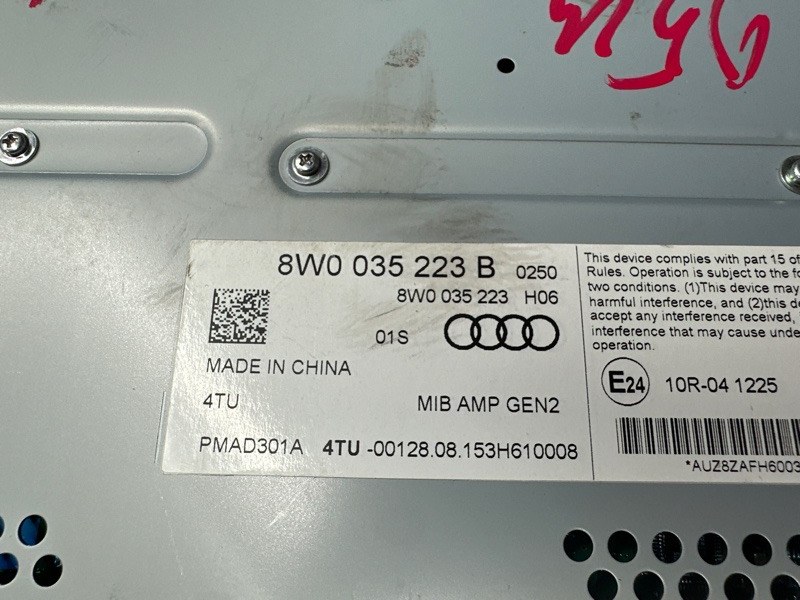 8W0 035 223 B 0250
8W0 035 223 H06
01S
MADE IN CHINA
4TU MIB AMP GEN2
PMAD301A 4TU -00128.08.153H610008
This device complies with part 15 of
Rules. Operation is subject to the
two conditions. (1)This device may
harmful interference, and (2)this
accept any interference received,
interference that may cause
operation.
E24 10R-04 1225
*AUZ8ZAFH6003